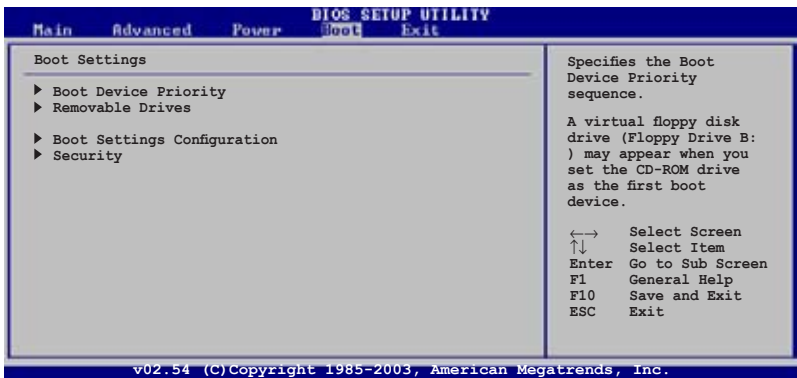 BIOS SETUP UTILITY
Main Advanced Power Boot Exit
Boot Settings
Boot Device Priority
Removable Drives
Boot Settings Configuration
Security
Specifies the Boot
Device Priority
sequence.
A virtual floppy disk
drive (Floppy Drive B:
) may appear when you
set the CD-ROM drive
as the first boot
device.
←→ Select Screen
↑↓ Select Item
Enter Go to Sub Screen
F1 General Help
F10 Save and Exit
ESC Exit
v02.54 (C)Copyright 1985-2003, American Megatrends, Inc.